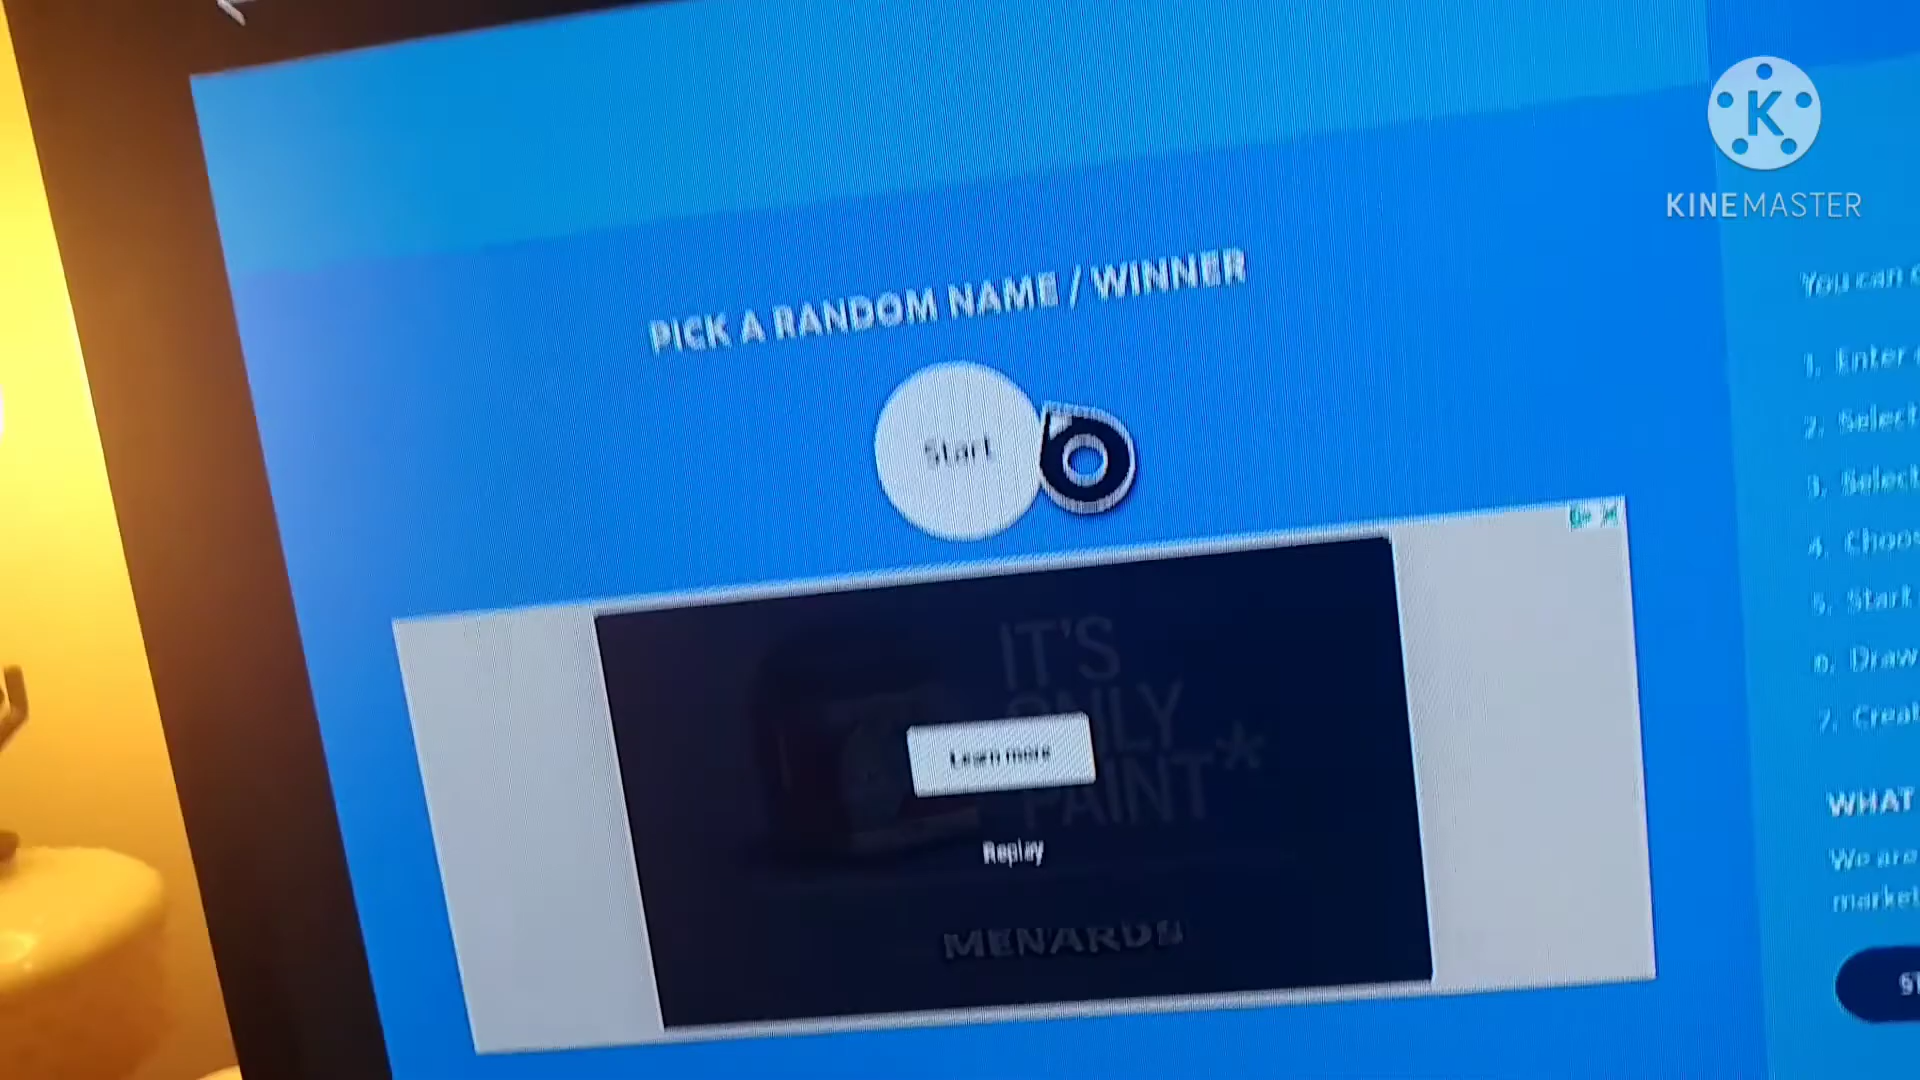 K
KINEMASTER
PICK A RANDOM NAME / WINNER
Start
IT'S
ONLY
PAINT*
Learn more
Replay
MENARDS
You can
1. Enter
2. Select
3. Select
4. Choos
5. Start
6. Draw
7. Creat
WHAT
We are
market